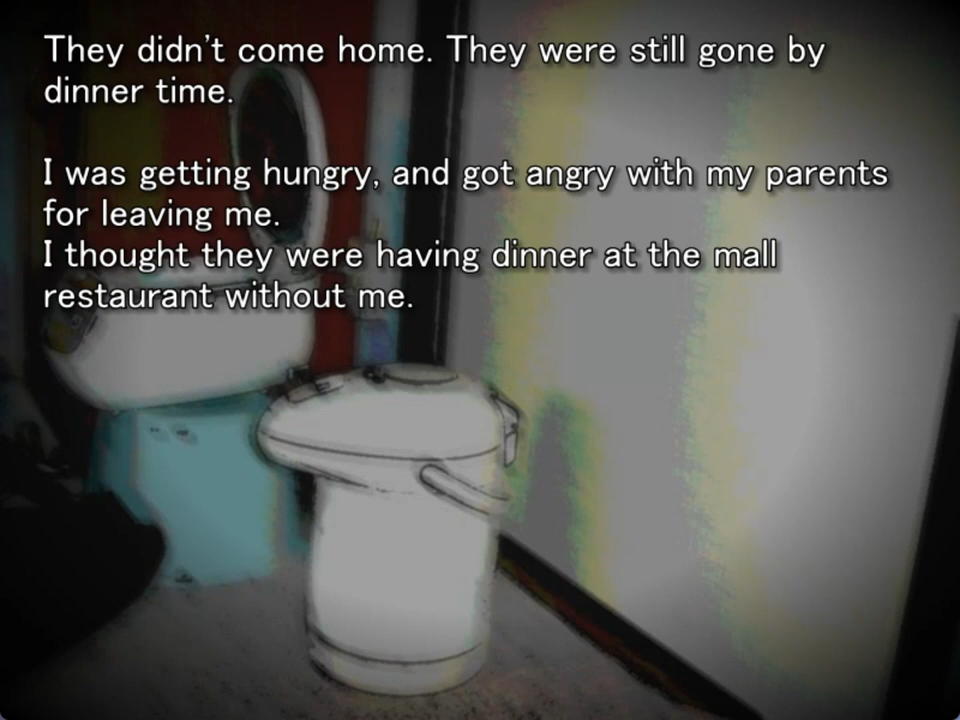 They didn't come home. They were still gone by
dinner time.
I was getting hungry, and got angry with my parents
for leaving me.
I thought they were having dinner at the mall
restaurant without me.